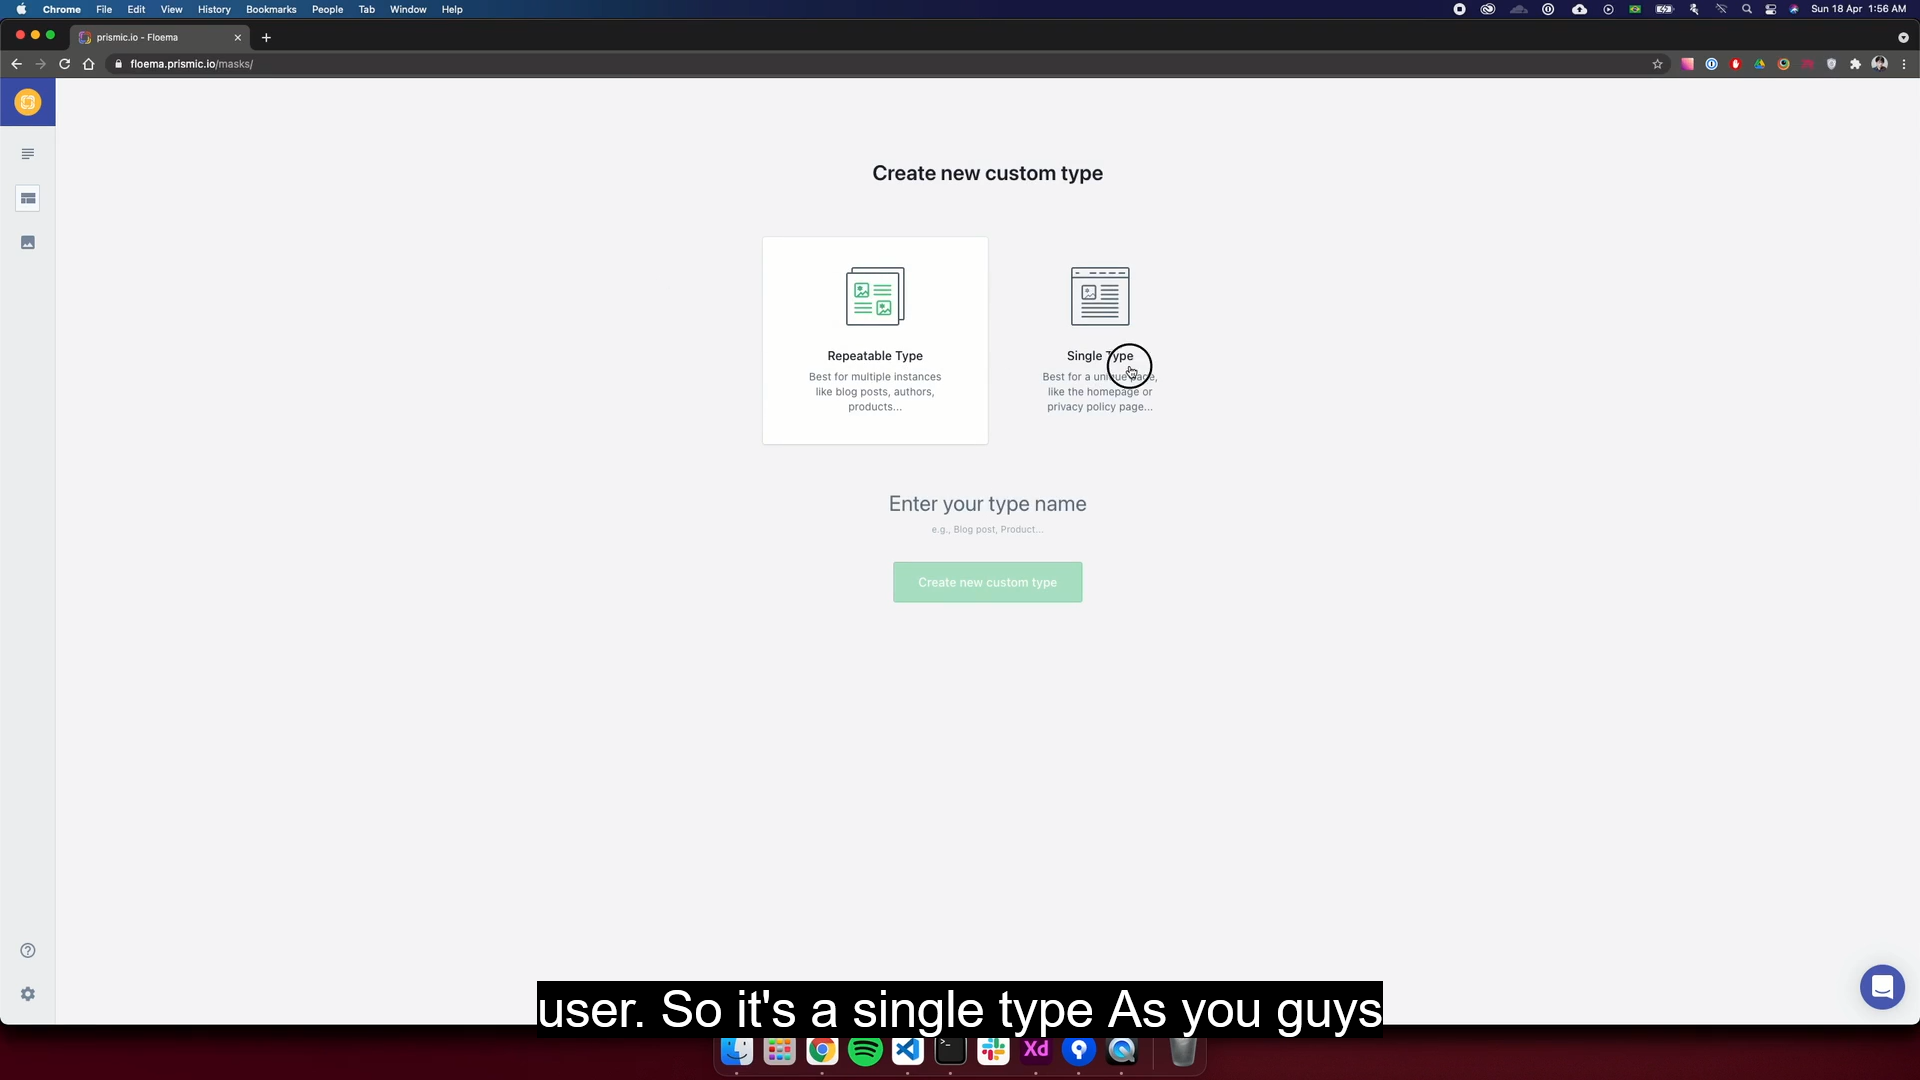 Chrome File Edit View History Bookmarks People Tab Window Help Sun 18 Apr 1:56 AM
prismic.io - Floema
floema.prismic.io/masks/
Create new custom type
Repeatable Type
Best for multiple instances
like blog posts, authors,
products...
Single Type
Best for a unique page,
like the homepage or
privacy policy page...
Enter your type name
e.g., Blog post, Product...
Create new custom type
user. So it's a single type As you guys
Xd